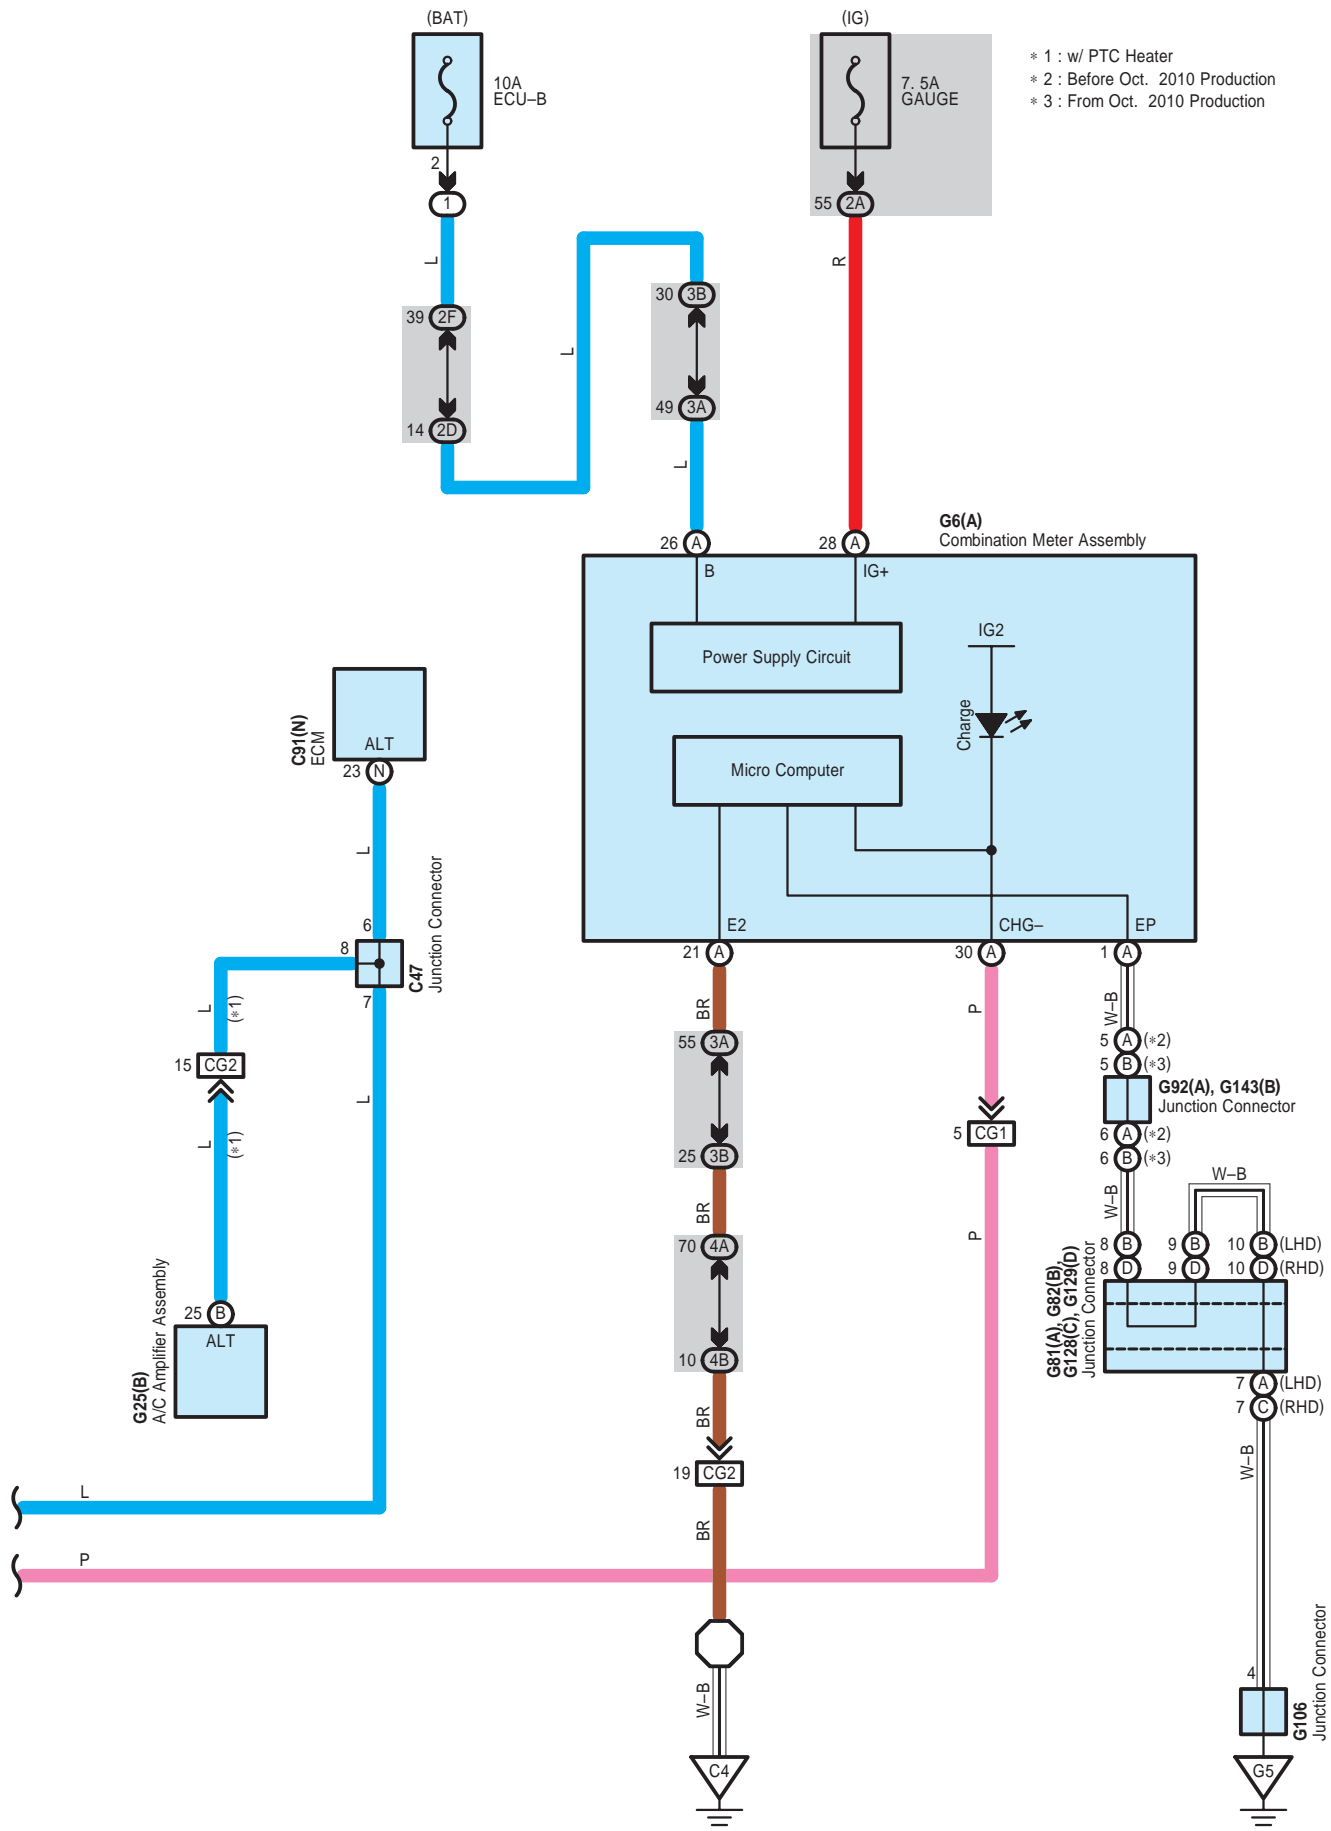 (BAT)
(IG)
10A
ECU–B
7. 5A
GAUGE
* 1 : w/ PTC Heater
* 2 : Before Oct. 2010 Production
* 3 : From Oct. 2010 Production
2
1
55 2A
L
R
39 2F
30 3B
L
14 2D
49 3A
L
G6(A)
Combination Meter Assembly
26 A
28 A
B
IG+
Power Supply Circuit
IG2
Charge
Micro Computer
E2
CHG–
EP
21 A
30 A
1 A
C91(N)
ECM
ALT
23 N
L
6
8
7
C47
Junction Connector
L
(*1)
15 CG2
L
(*1)
L
25 B
ALT
G25(B)
A/C Amplifier Assembly
BR
P
W–B
55 3A
5 A (*2)
5 B (*3)
G92(A), G143(B)
Junction Connector
5 CG1
6 A (*2)
6 B (*3)
25 3B
BR
P
W–B
W–B
70 4A
8 B
9 B
10 B (LHD)
8 D
9 D
10 D (RHD)
G81(A), G82(B),
G128(C), G129(D)
Junction Connector
10 4B
7 A (LHD)
7 C (RHD)
BR
W–B
19 CG2
L
BR
P
W–B
4
G106
Junction Connector
C4
G5